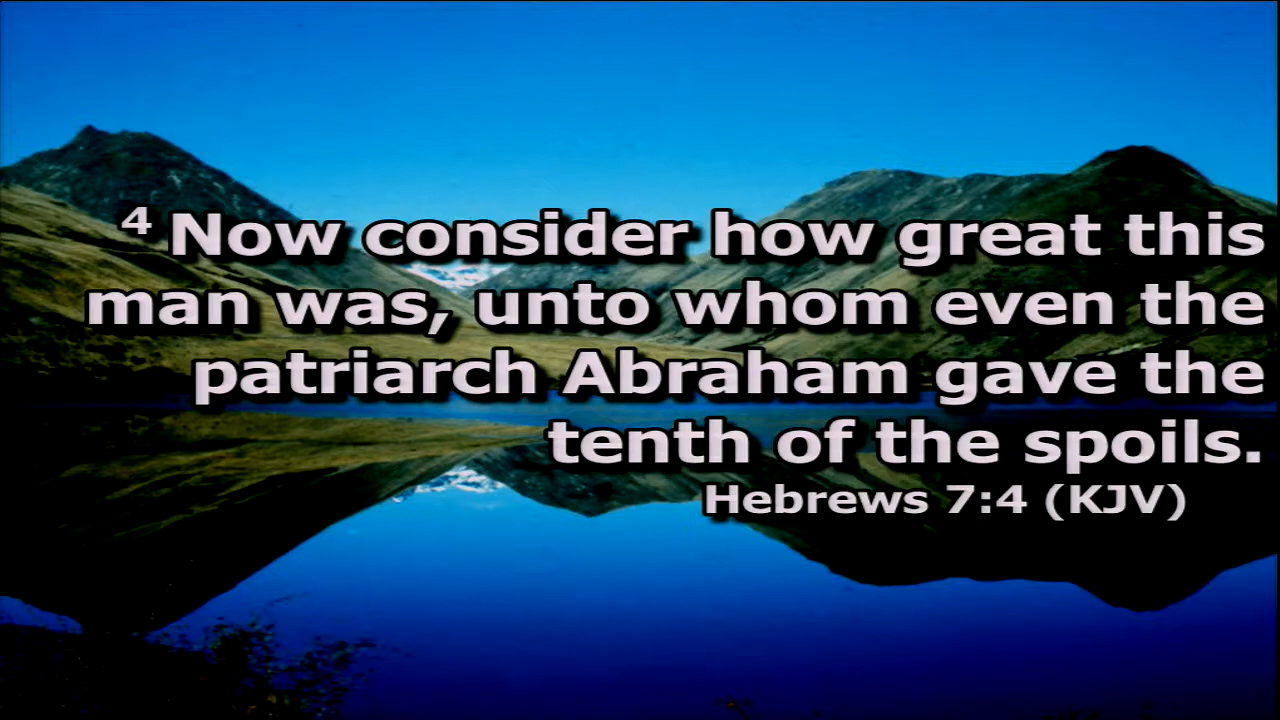 4 Now consider how great this
man was, unto whom even the
patriarch Abraham gave the
tenth of the spoils.
Hebrews 7:4 (KJV)